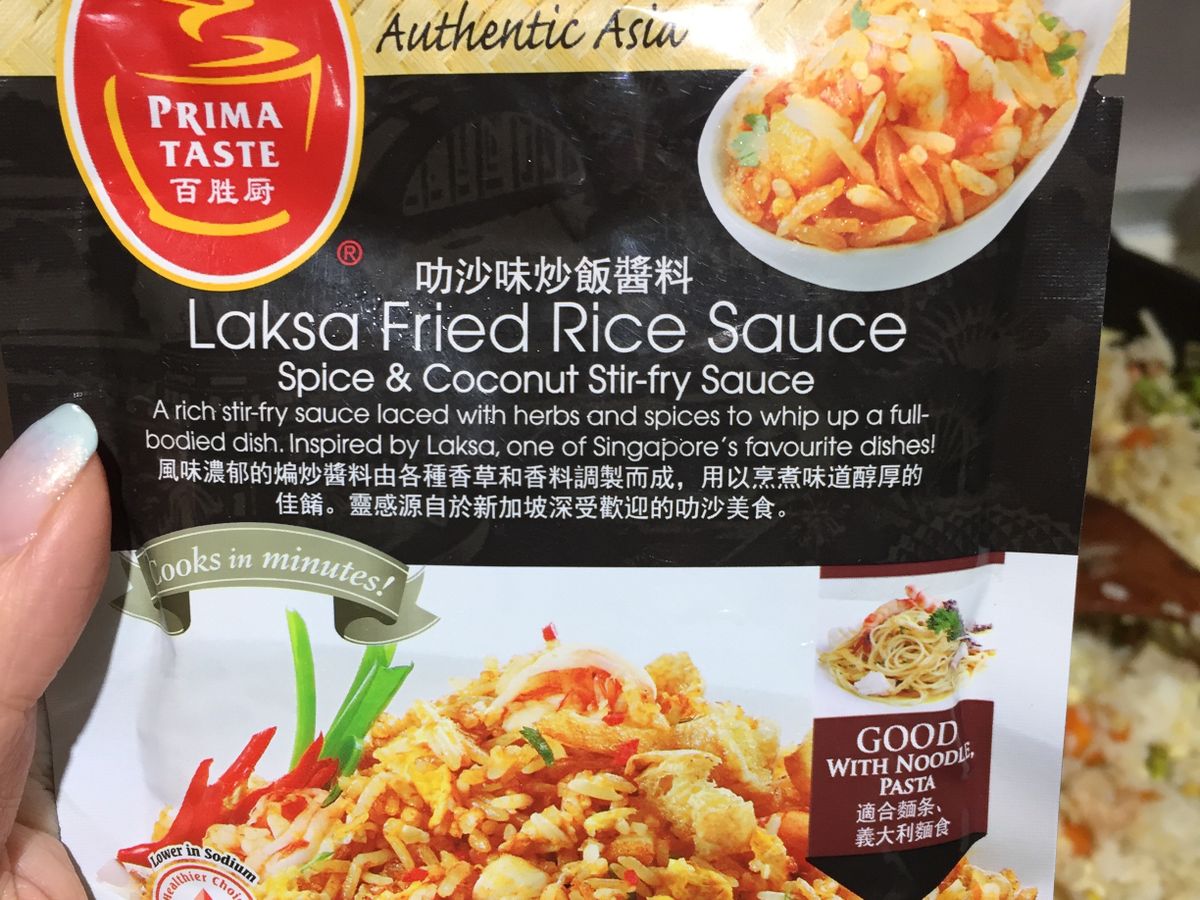 Authentic Asia
PRIMA
TASTE
百胜厨
®
叻沙味炒飯醬料
Laksa Fried Rice Sauce
Spice & Coconut Stir-fry Sauce
A rich stir-fry sauce laced with herbs and spices to whip up a full-
bodied dish. Inspired by Laksa, one of Singapore's favourite dishes!
風味濃郁的煸炒醬料由各種香草和香料調製而成，用以烹煮味道醇厚的
佳餚。靈感源自於新加坡深受歡迎的叻沙美食。
Cooks in minutes!
GOOD
WITH NOODLE,
PASTA
適合麵条、
義大利麵食
Lower in Sodium
Healthier Choi